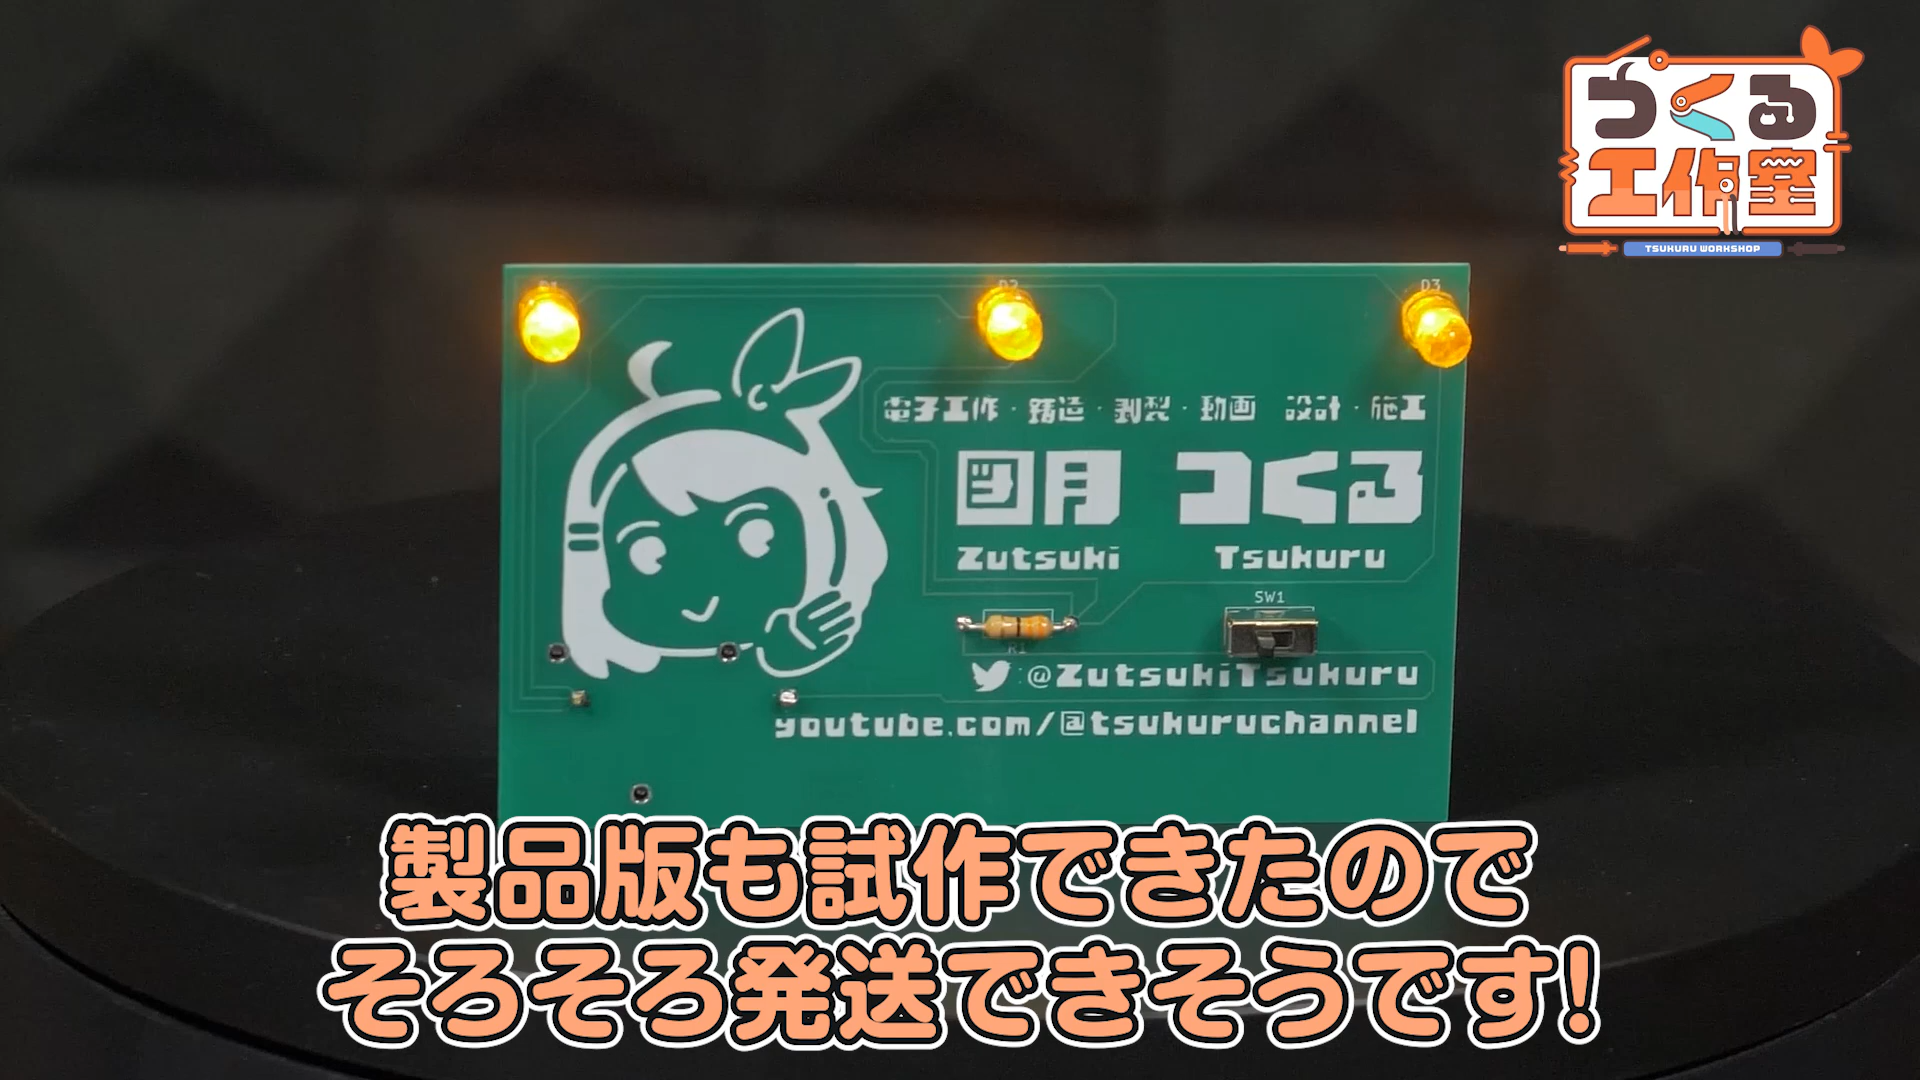 つくる
工作室
TSUKURU WORKSHOP
D1
D2
D3
電子工作・鋳造・剥製・動画 設計・施工
図月 つくる
Zutsuki Tsukuru
SW1
R1
:@ZutsukiTsukuru
youtube.com/@tsukuruchannel
製品版も試作できたので
そろそろ発送できそうです!